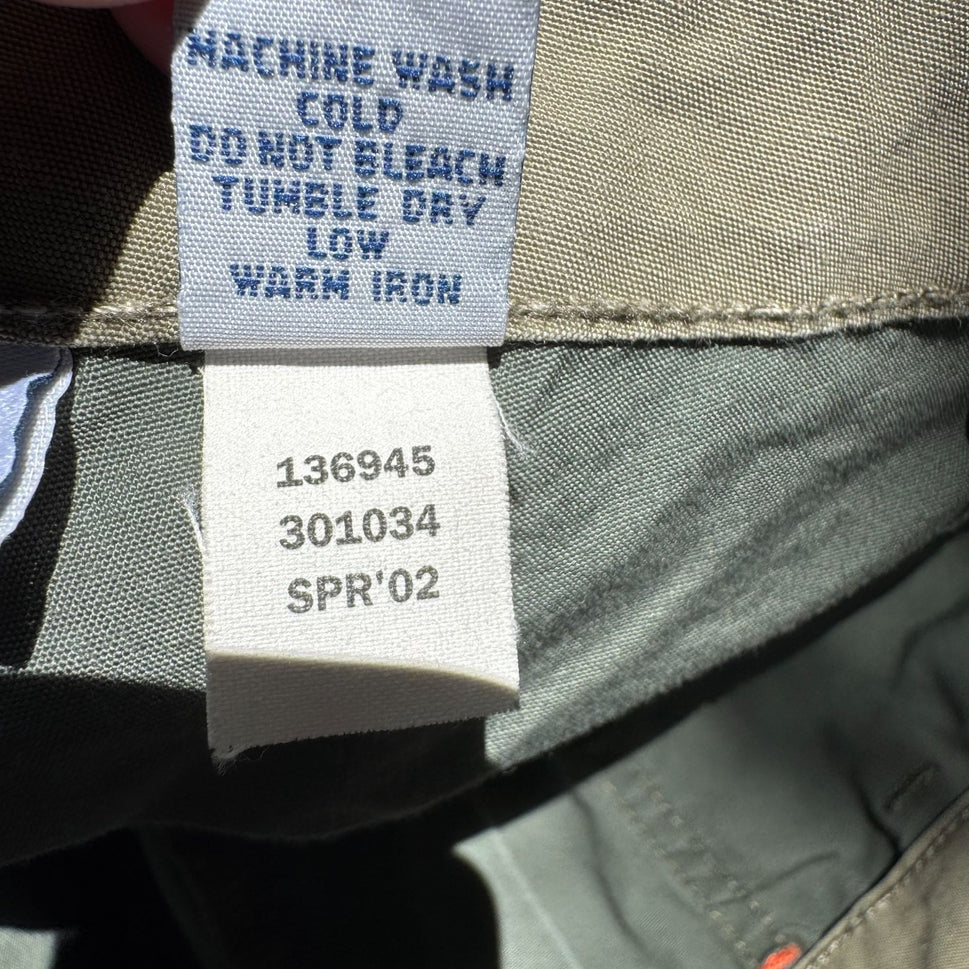 MACHINE WASH
COLD
DO NOT BLEACH
TUMBLE DRY
LOW
WARM IRON
136945
301034
SPR'02